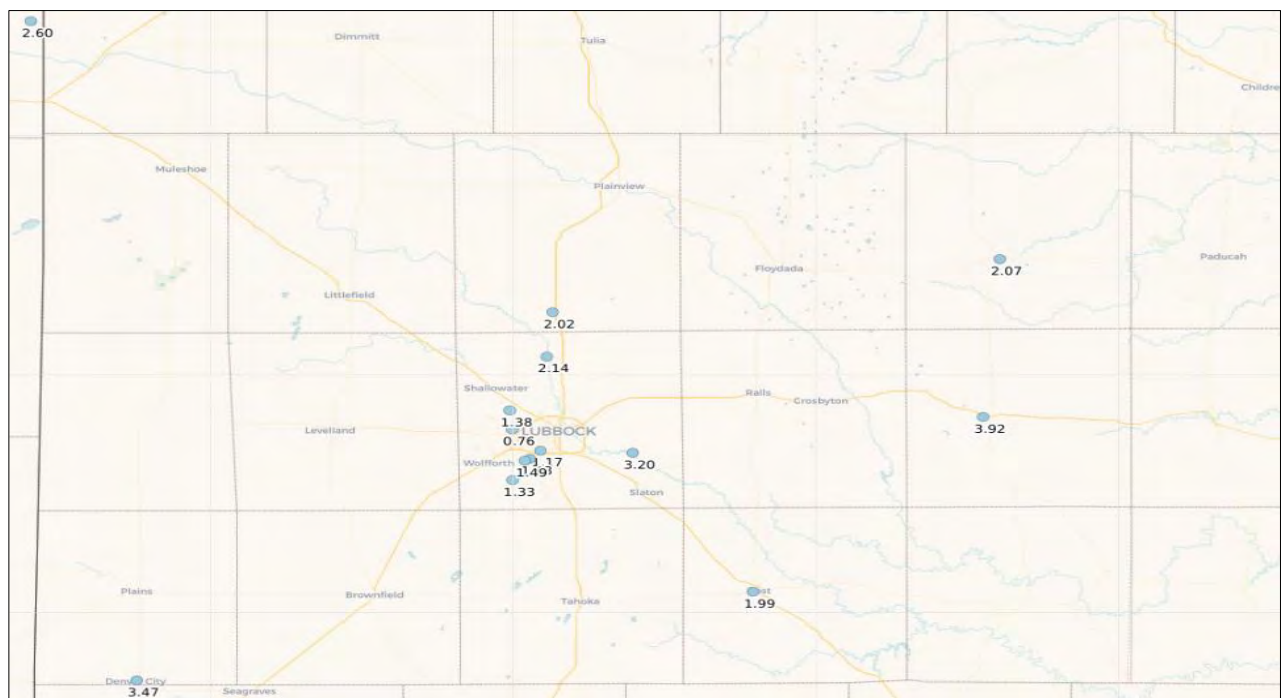 2.60
Dimmitt
Tulia
Childre
Muleshoe
Plainview
Floydada
2.07
Paducah
Littlefield
2.02
2.14
Shallowater
Ralls
Crosbyton
1.38
LUBBOCK
Levelland
0.76
3.92
Wolfforth
1.17
1.49
3.20
1.33
Slaton
Plains
Brownfield
Tahoka
1.99
3.47
Seagraves